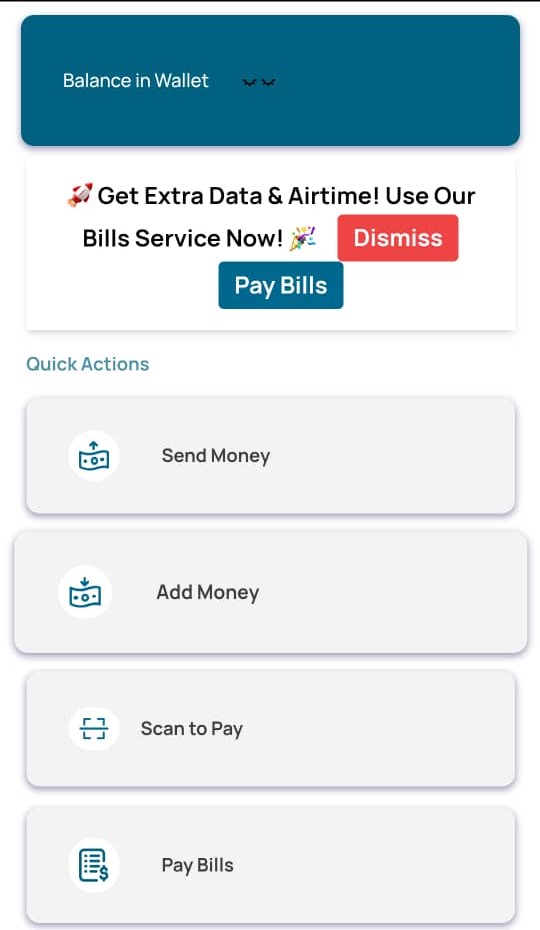 Balance in Wallet
🚀 Get Extra Data & Airtime! Use Our
Bills Service Now! 🎉 Dismiss
Pay Bills
Quick Actions
Send Money
Add Money
Scan to Pay
Pay Bills